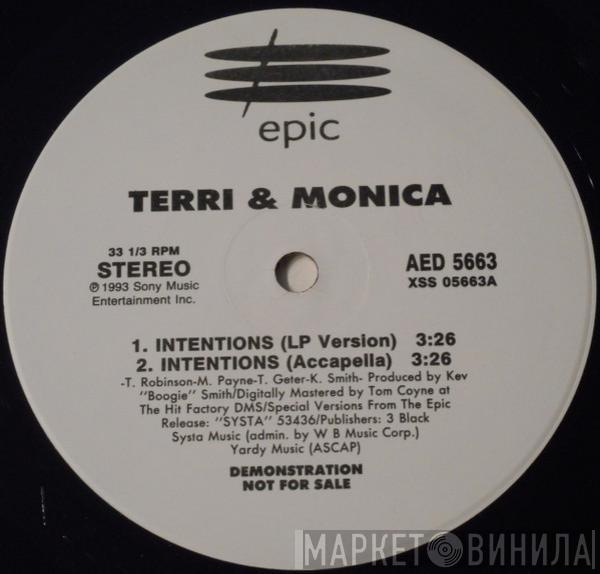 epic
TERRI & MONICA
33 1/3 RPM
STEREO
℗ 1993 Sony Music
Entertainment Inc.
AED 5663
XSS 05663A
1. INTENTIONS (LP Version) 3:26
2. INTENTIONS (Accapella) 3:26
-T. Robinson-M. Payne-T. Geter-K. Smith- Produced by Kev
"Boogie" Smith/Digitally Mastered by Tom Coyne at
The Hit Factory DMS/Special Versions From The Epic
Release: "SYSTA" 53436/Publishers: 3 Black
Systa Music (admin. by W B Music Corp.)
Yardy Music (ASCAP)
DEMONSTRATION
NOT FOR SALE
МАРКЕТ ВИНИЛА